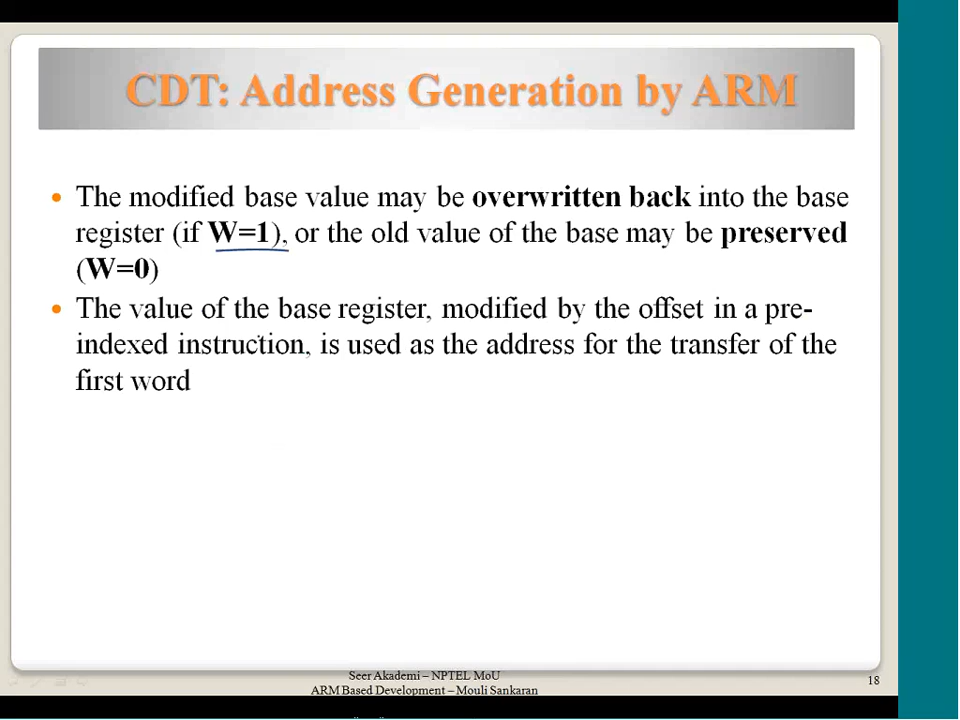 CDT: Address Generation by ARM
• The modified base value may be overwritten back into the base
register (if W=1), or the old value of the base may be preserved
(W=0)
• The value of the base register, modified by the offset in a pre-
indexed instruction, is used as the address for the transfer of the
first word
Seer Akademi – NPTEL MoU
ARM Based Development – Mouli Sankaran
18